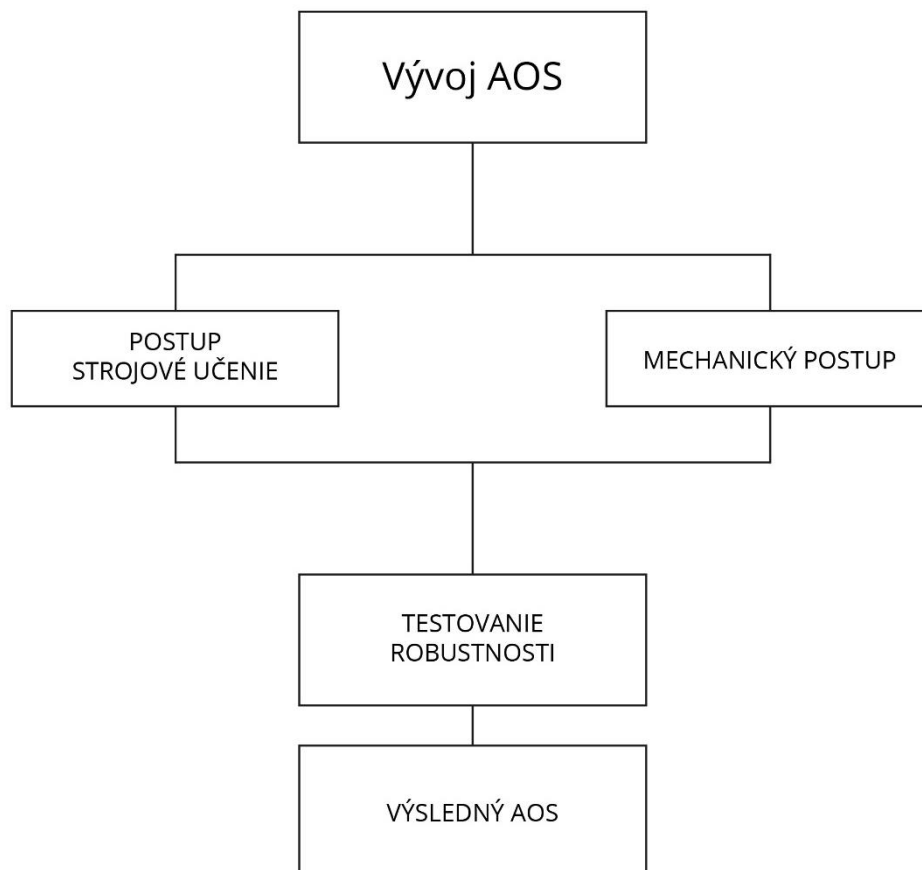 Vývoj AOS
POSTUP
STROJOVÉ UČENIE
MECHANICKÝ POSTUP
TESTOVANIE
ROBUSTNOSTI
VÝSLEDNÝ AOS